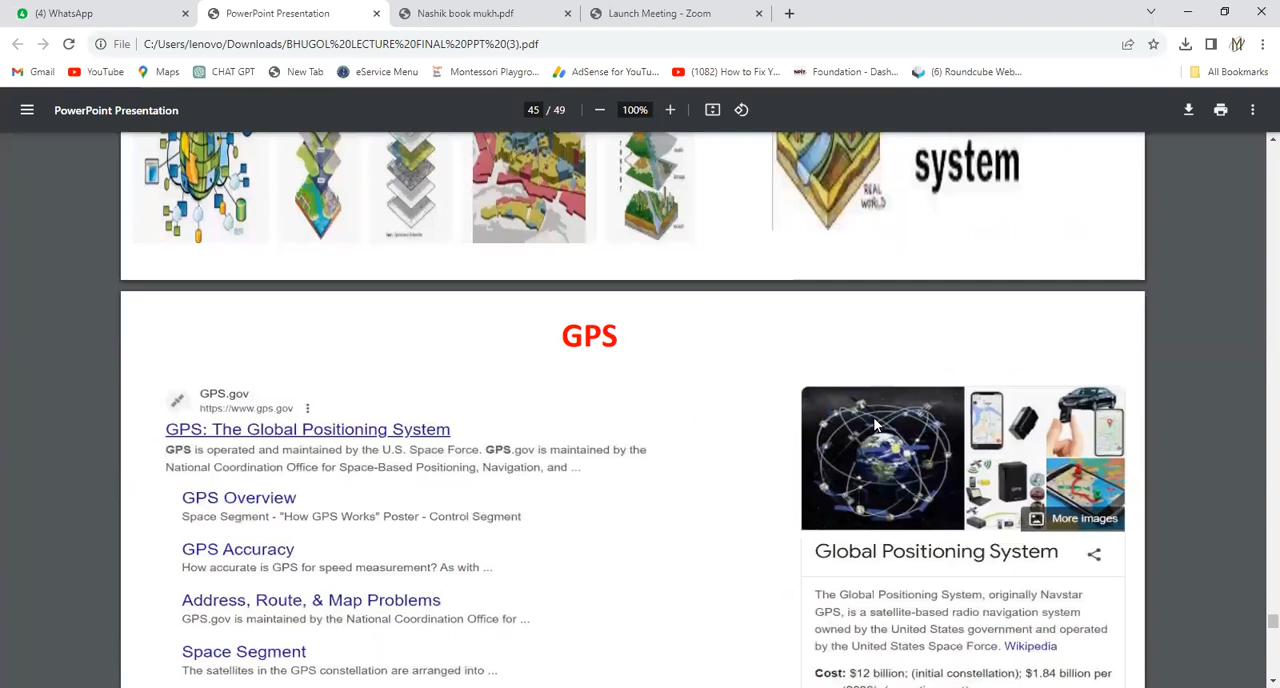 (4) WhatsApp
PowerPoint Presentation
Nashik book mukh.pdf
Launch Meeting - Zoom
File
C:/Users/lenovo/Downloads/BHUGOL%20LECTURE%20FINAL%20PPT%20(3).pdf
Gmail
YouTube
Maps
CHAT GPT
New Tab
eService Menu
Montessori Playgro...
AdSense for YouTu...
(1082) How to Fix Y...
Foundation - Dash...
(6) Roundcube Web...
All Bookmarks
PowerPoint Presentation
45 / 49
100%
system
REAL
WORLD
GPS
GPS.gov
https://www.gps.gov
GPS: The Global Positioning System
GPS is operated and maintained by the U.S. Space Force. GPS.gov is maintained by the
National Coordination Office for Space-Based Positioning, Navigation, and ...
GPS Overview
Space Segment - "How GPS Works" Poster - Control Segment
GPS Accuracy
How accurate is GPS for speed measurement? As with ...
Address, Route, & Map Problems
GPS.gov is maintained by the National Coordination Office for ...
Space Segment
The satellites in the GPS constellation are arranged into ...
GPS
More images
Global Positioning System
The Global Positioning System, originally Navstar
GPS, is a satellite-based radio navigation system
owned by the United States government and operated
by the United States Space Force. Wikipedia
Cost: $12 billion; (initial constellation); $1.84 billion per